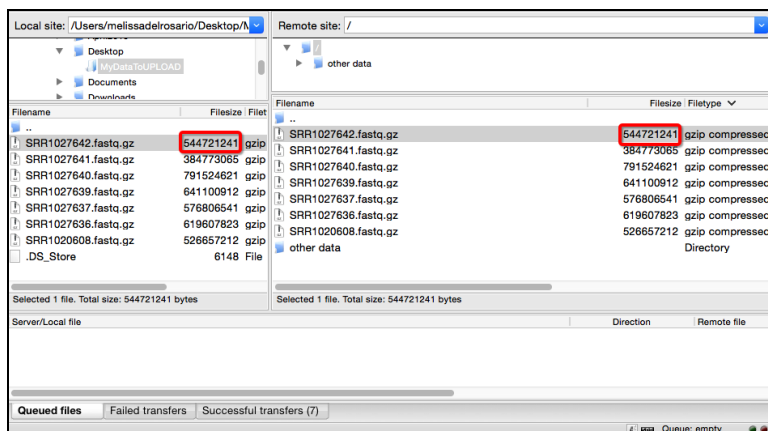 Local site: /Users/melissadelrosario/Desktop/M
Desktop
MyDataToUPLOAD
Documents
Downloads
Filename Filesize Filet
..
SRR1027642.fastq.gz 544721241 gzip
SRR1027641.fastq.gz 384773065 gzip
SRR1027640.fastq.gz 791524621 gzip
SRR1027639.fastq.gz 641100912 gzip
SRR1027637.fastq.gz 576806541 gzip
SRR1027636.fastq.gz 619607823 gzip
SRR1020608.fastq.gz 526657212 gzip
.DS_Store 6148 File
Selected 1 file. Total size: 544721241 bytes
Remote site: /
/
other data
Filename Filesize Filetype
..
SRR1027642.fastq.gz 544721241 gzip compressed
SRR1027641.fastq.gz 384773065 gzip compressed
SRR1027640.fastq.gz 791524621 gzip compressed
SRR1027639.fastq.gz 641100912 gzip compressed
SRR1027637.fastq.gz 576806541 gzip compressed
SRR1027636.fastq.gz 619607823 gzip compressed
SRR1020608.fastq.gz 526657212 gzip compressed
other data Directory
Selected 1 file. Total size: 544721241 bytes
Server/Local file Direction Remote file
Queued files Failed transfers Successful transfers (7)
Queue: empty